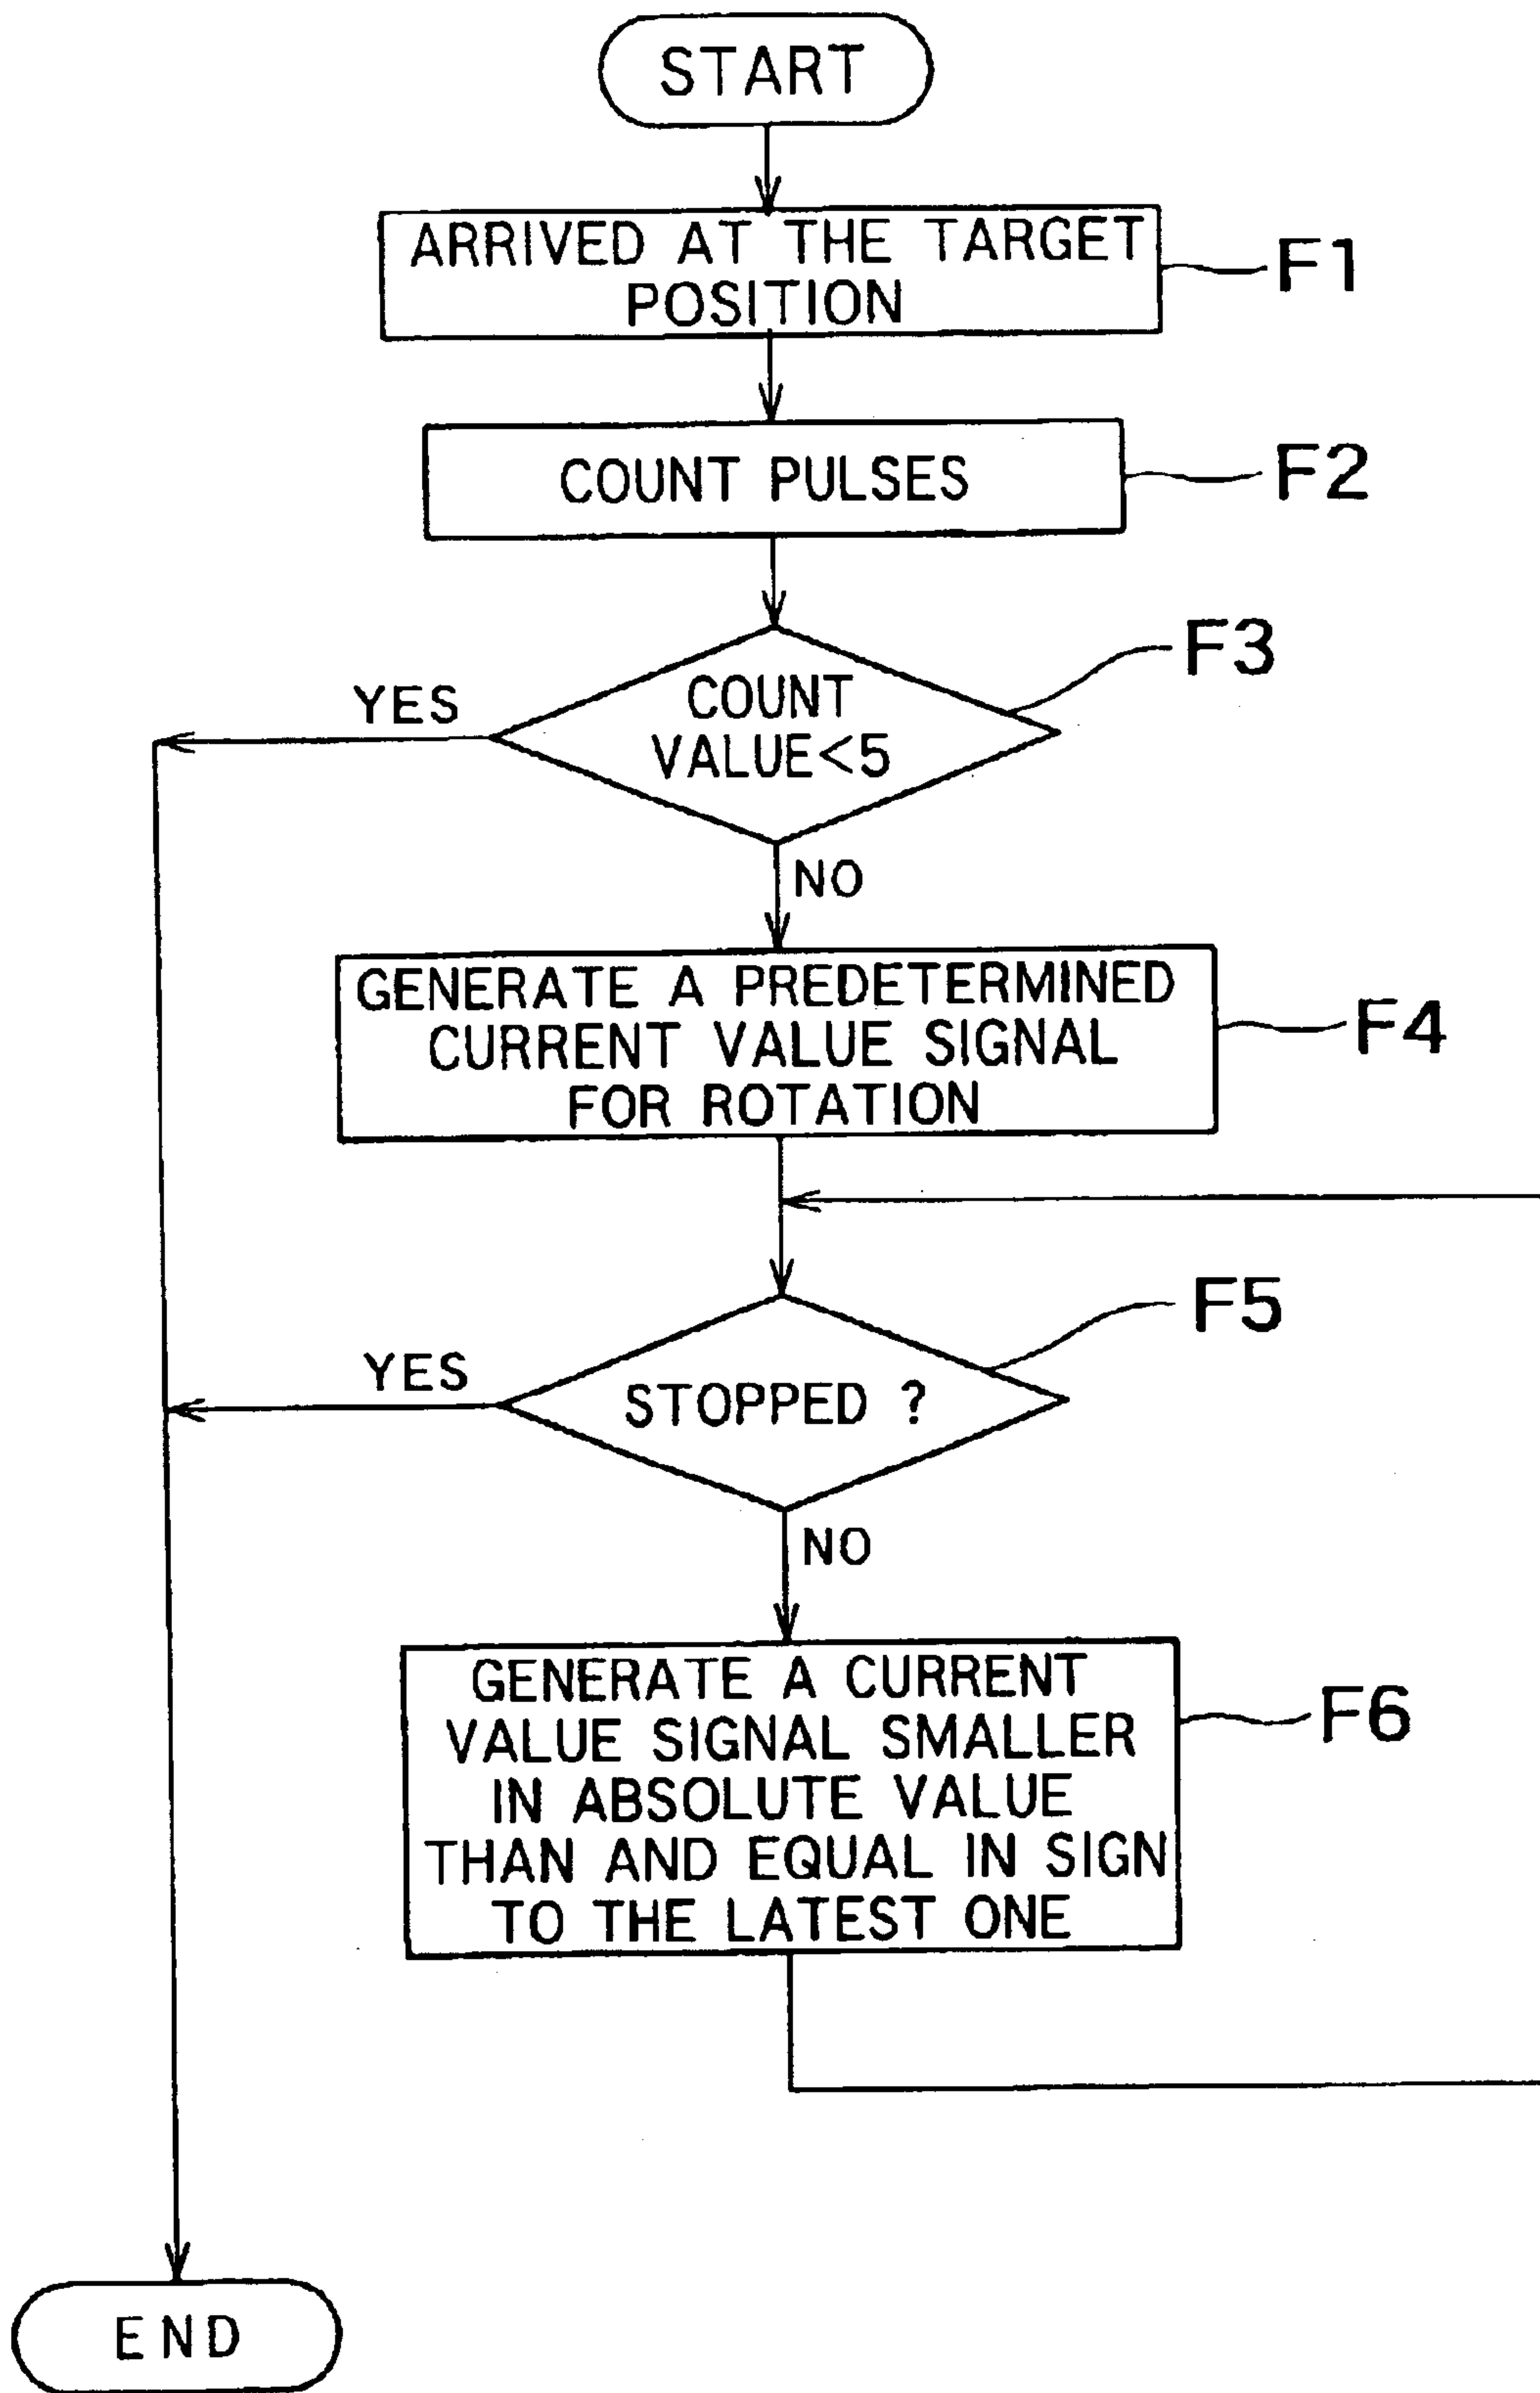 START
ARRIVED AT THE TARGET
POSITION
F1
COUNT PULSES
F2
F3
COUNT
VALUE<5
YES
NO
GENERATE A PREDETERMINED
CURRENT VALUE SIGNAL
FOR ROTATION
F4
F5
YES
STOPPED ?
NO
GENERATE A CURRENT
VALUE SIGNAL SMALLER
IN ABSOLUTE VALUE
THAN AND EQUAL IN SIGN
TO THE LATEST ONE
F6
END